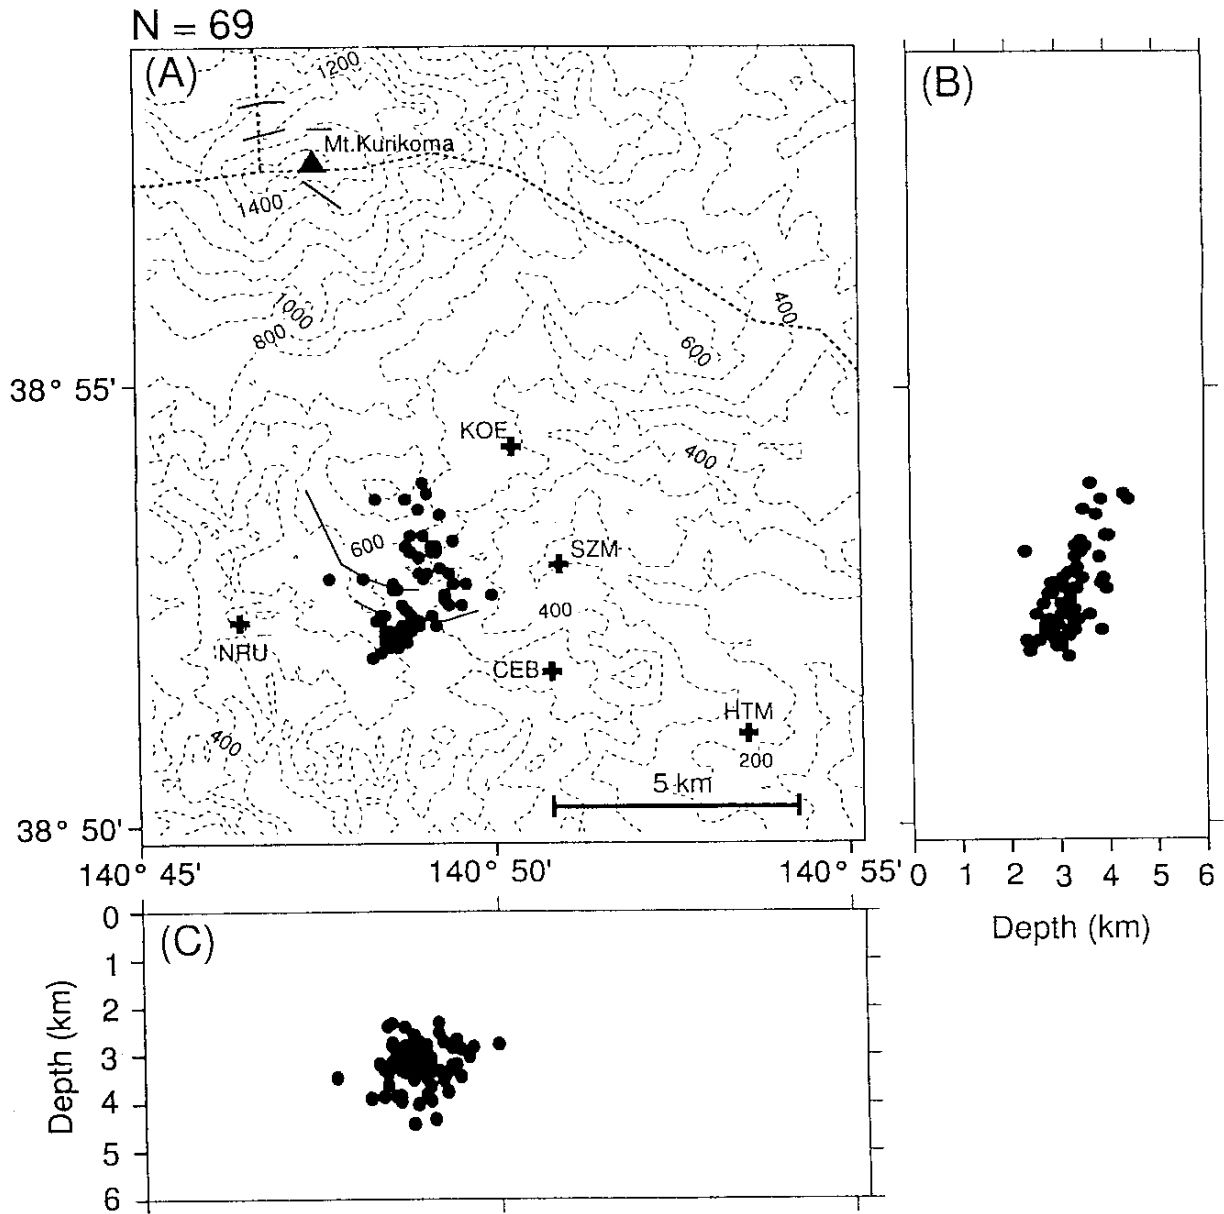 N = 69
(A)
1200
(B)
Mt.Kurikoma
1400
1000
800
400
600
38° 55'
KOE
400
600
SZM
400
NRU
CEB
HTM
400
200
5 km
38° 50'
140° 45'
140° 50'
140° 55'
0 1 2 3 4 5 6
Depth (km)
(C)
0
1
2
3
4
5
6
Depth (km)